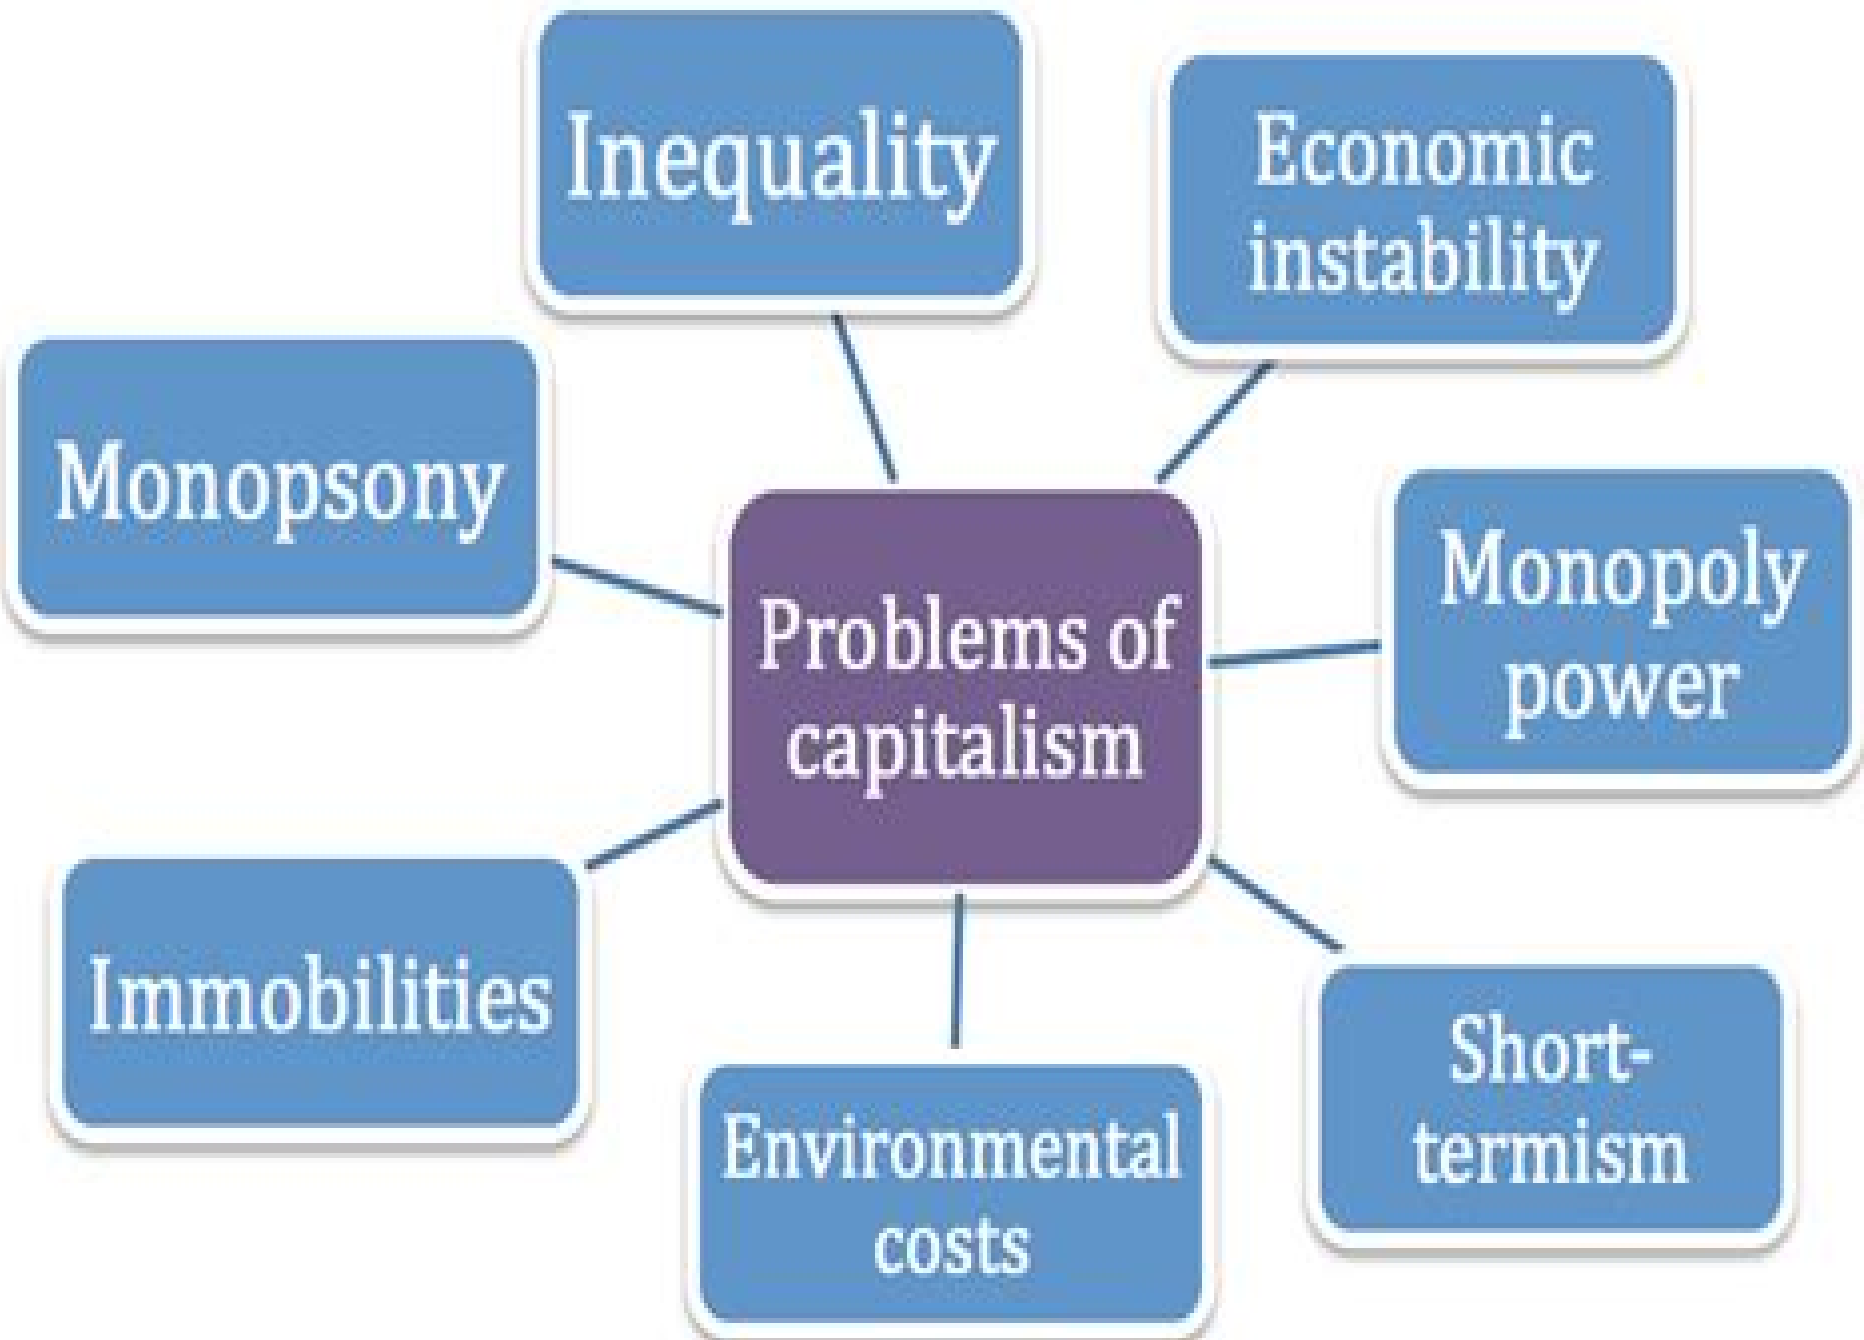 Inequality
Economic
instability
Monopsony
Monopoly
power
Problems of
capitalism
Immobilities
Short-
termism
Environmental
costs